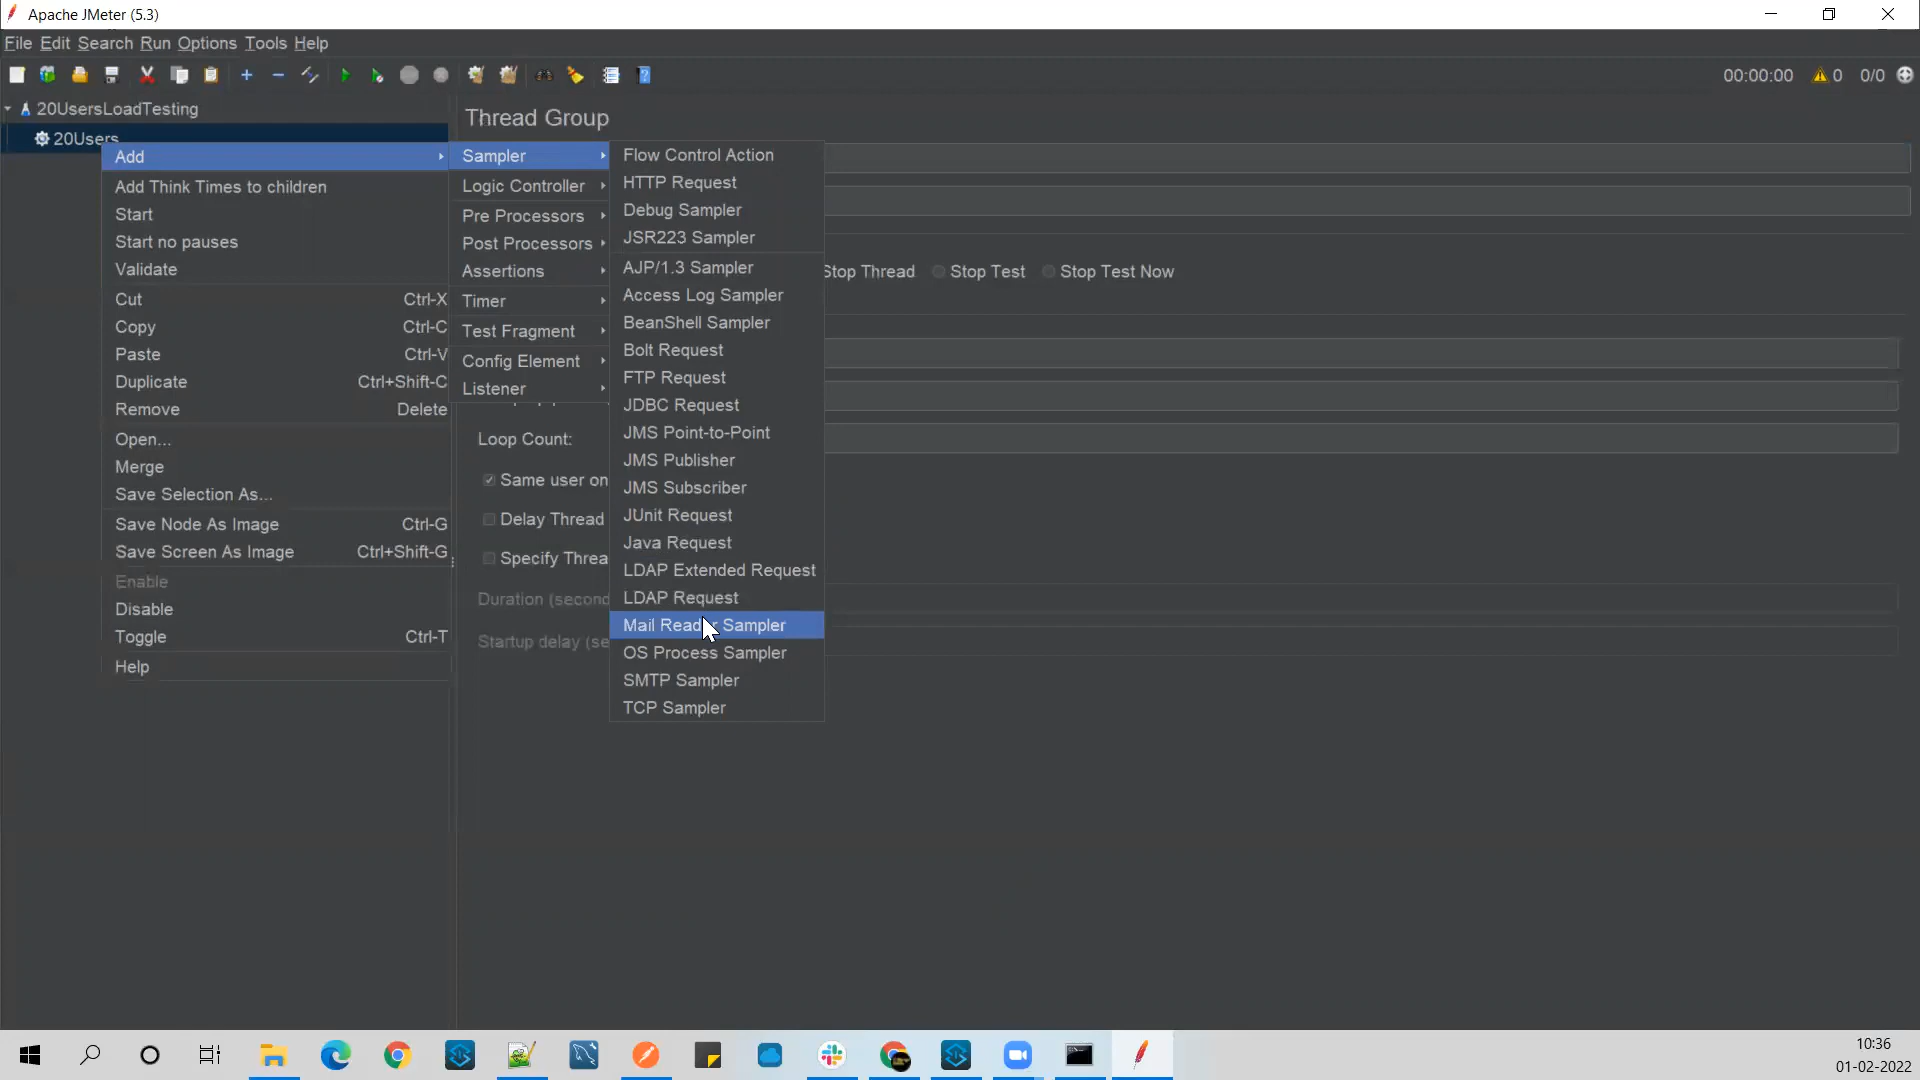 Apache JMeter (5.3)
File Edit Search Run Options Tools Help
00:00:00 0 0/0
20UsersLoadTesting
20Users
Thread Group
Add
Add Think Times to children
Start
Start no pauses
Validate
Cut Ctrl-X
Copy Ctrl-C
Paste Ctrl-V
Duplicate Ctrl+Shift-C
Remove Delete
Open...
Merge
Save Selection As...
Save Node As Image Ctrl-G
Save Screen As Image Ctrl+Shift-G
Enable
Disable
Toggle Ctrl-T
Help
Sampler
Logic Controller
Pre Processors
Post Processors
Assertions
Timer
Test Fragment
Config Element
Listener
Flow Control Action
HTTP Request
Debug Sampler
JSR223 Sampler
AJP/1.3 Sampler
Access Log Sampler
BeanShell Sampler
Bolt Request
FTP Request
JDBC Request
JMS Point-to-Point
JMS Publisher
JMS Subscriber
JUnit Request
Java Request
LDAP Extended Request
LDAP Request
Mail Reader Sampler
OS Process Sampler
SMTP Sampler
TCP Sampler
Stop Thread Stop Test Stop Test Now
Loop Count:
Same user on
Delay Thread
Specify Threa
Duration (second
Startup delay (se
10:36
01-02-2022